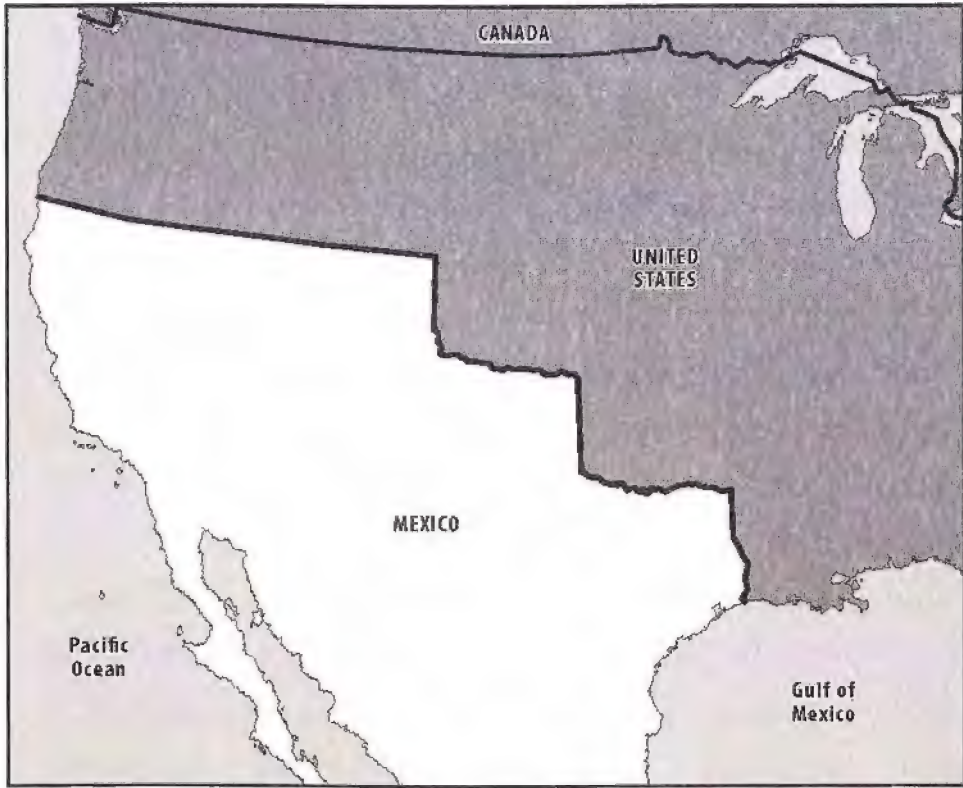 CANADA
UNITED
STATES
MEXICO
Pacific
Ocean
Gulf of
Mexico